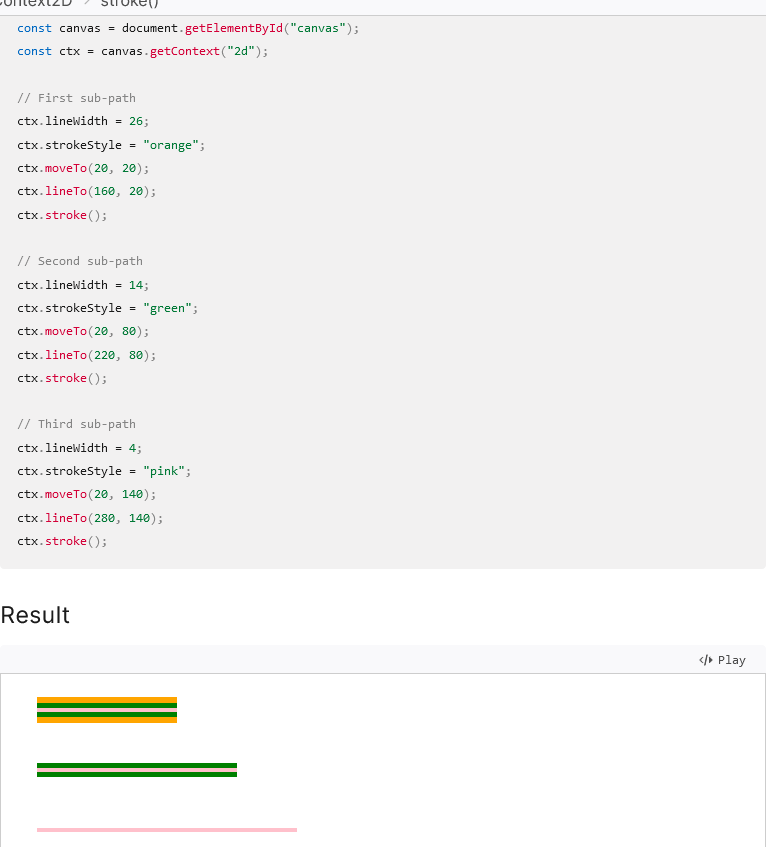 Context2D > stroke()
const canvas = document.getElementById("canvas");
const ctx = canvas.getContext("2d");
// First sub-path
ctx.lineWidth = 26;
ctx.strokeStyle = "orange";
ctx.moveTo(20, 20);
ctx.lineTo(160, 20);
ctx.stroke();
// Second sub-path
ctx.lineWidth = 14;
ctx.strokeStyle = "green";
ctx.moveTo(20, 80);
ctx.lineTo(220, 80);
ctx.stroke();
// Third sub-path
ctx.lineWidth = 4;
ctx.strokeStyle = "pink";
ctx.moveTo(20, 140);
ctx.lineTo(280, 140);
ctx.stroke();
Result
Play